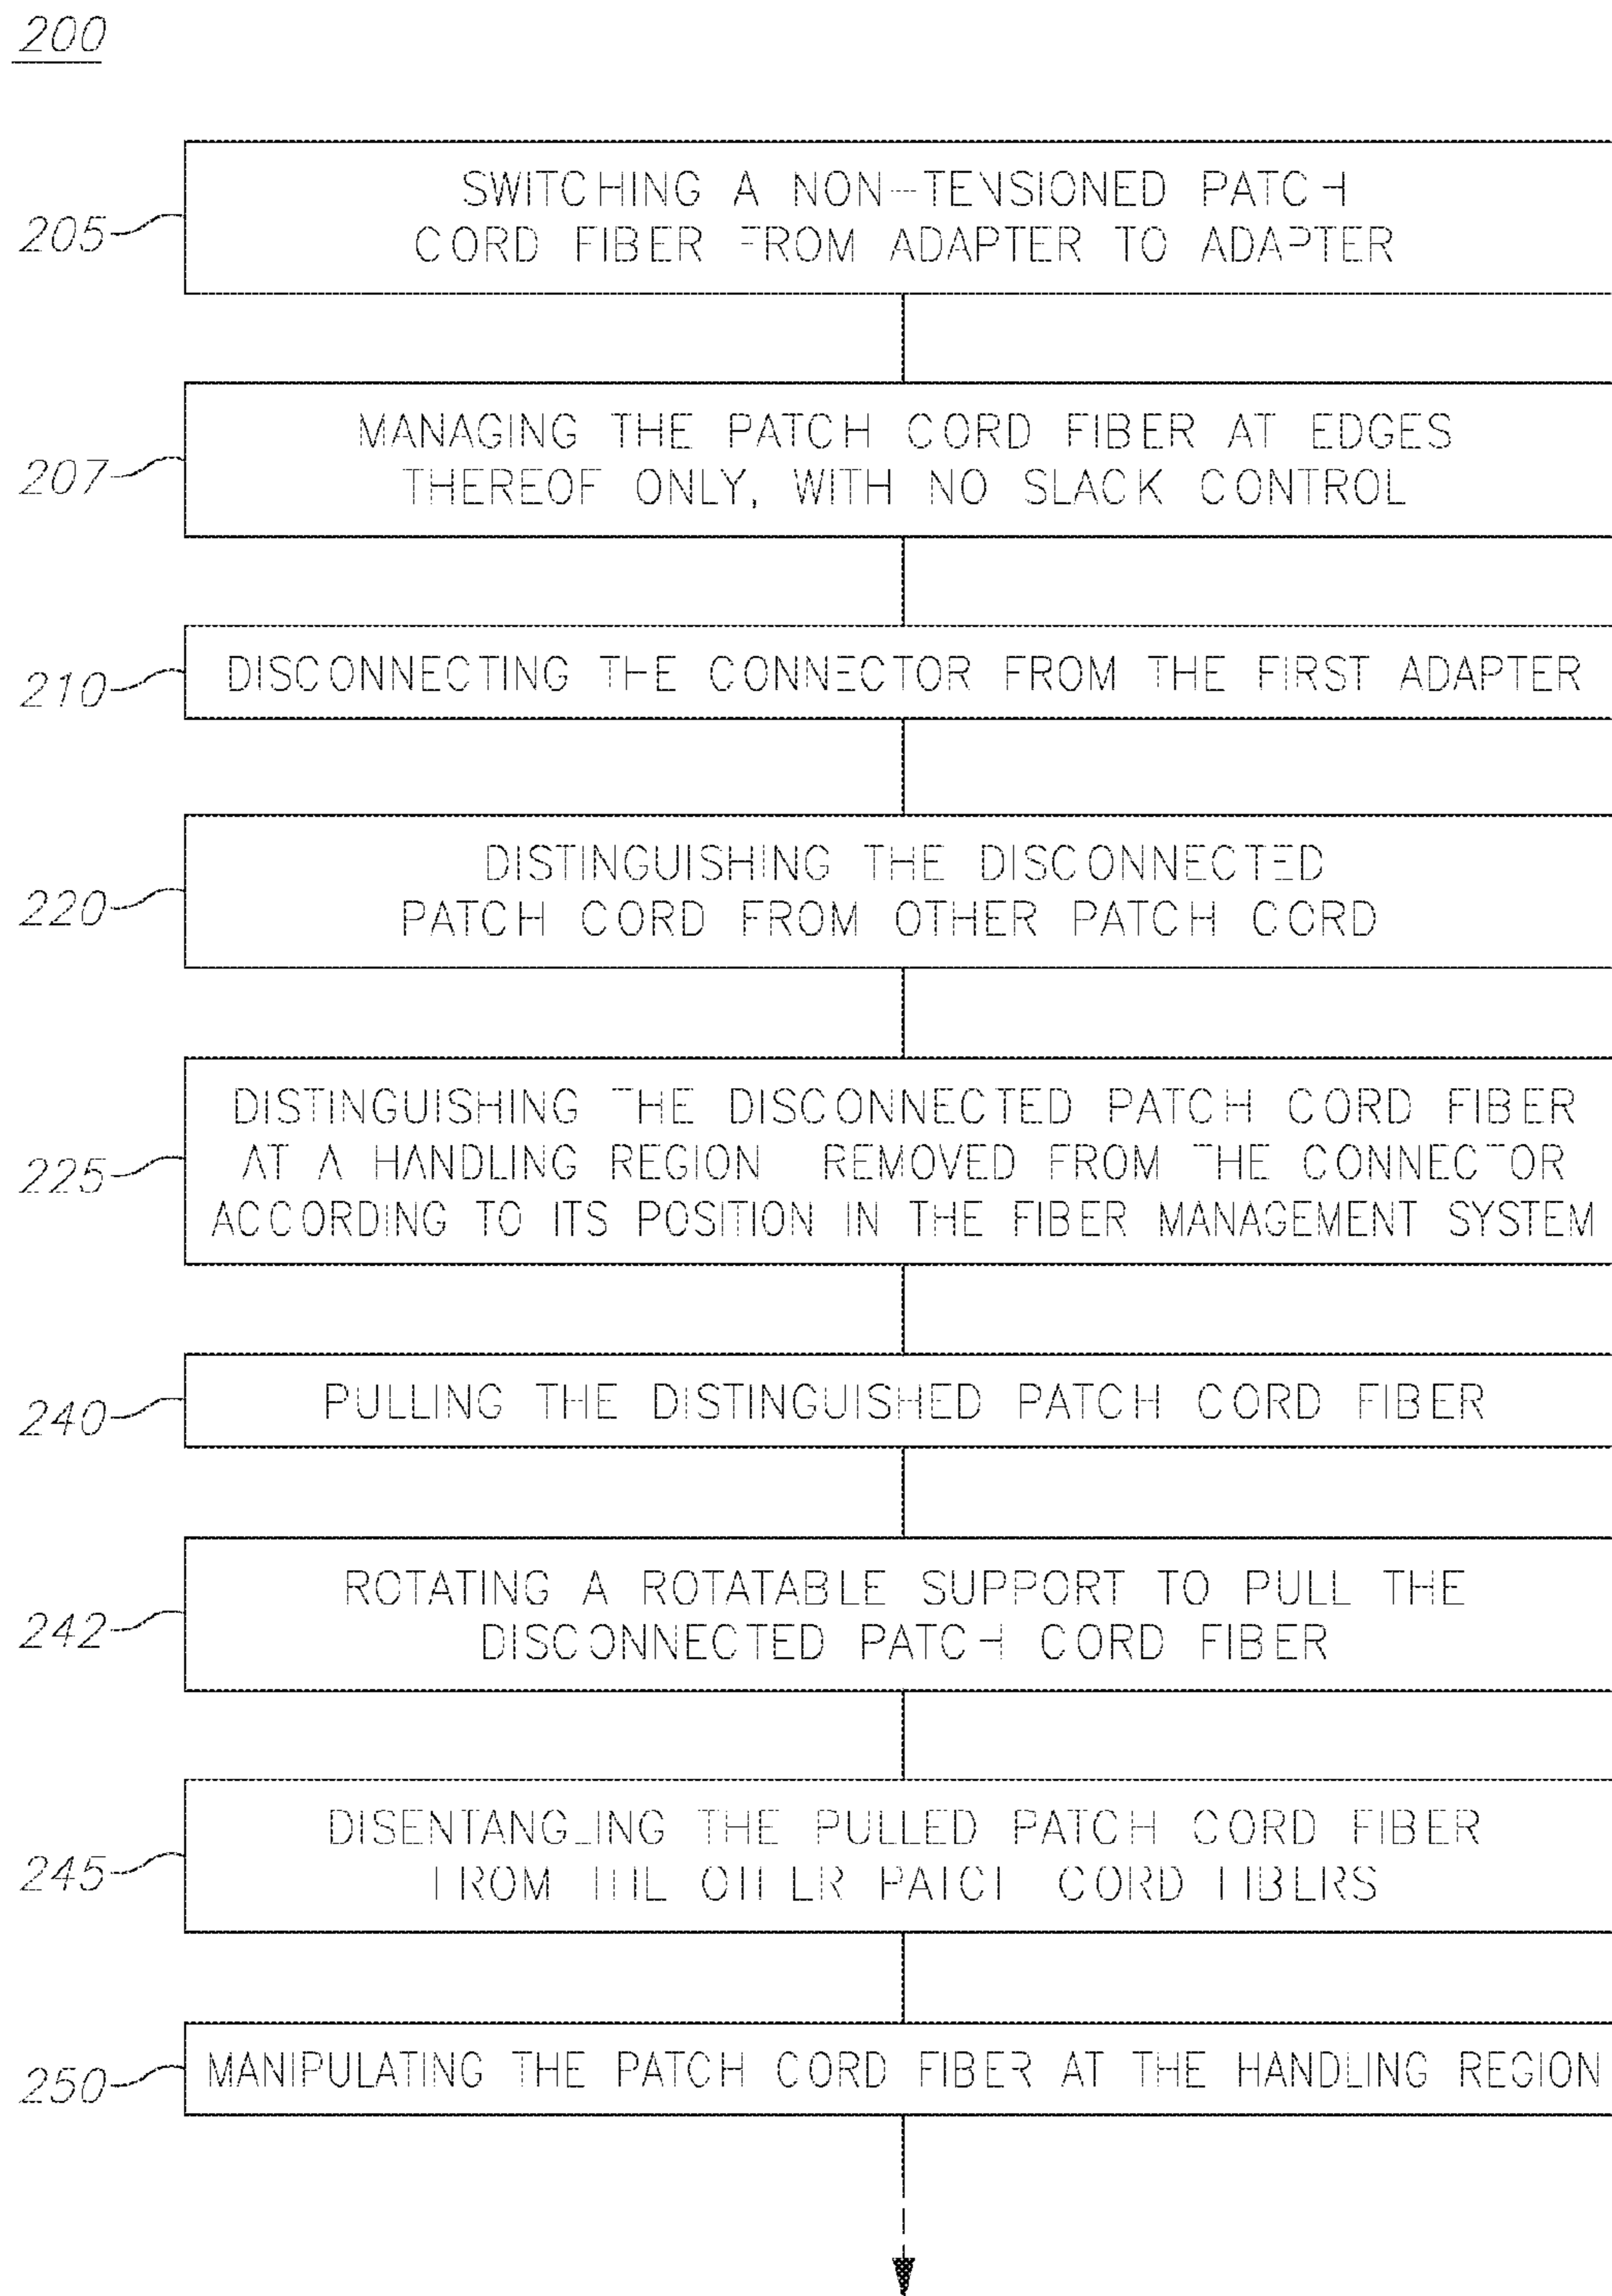 200
SWITCHING A NON-TENSIONED PATCH
CORD FIBER FROM ADAPTER TO ADAPTER
205
MANAGING THE PATCH CORD FIBER AT EDGES
THEREOF ONLY, WITH NO SLACK CONTROL
207
DISCONNECTING THE CONNECTOR FROM THE FIRST ADAPTER
210
DISTINGUISHING THE DISCONNECTED
PATCH CORD FROM OTHER PATCH CORD
220
DISTINGUISHING THE DISCONNECTED PATCH CORD FIBER
AT A HANDLING REGION REMOVED FROM THE CONNECTOR
ACCORDING TO ITS POSITION IN THE FIBER MANAGEMENT SYSTEM
225
PULLING THE DISTINGUISHED PATCH CORD FIBER
240
ROTATING A ROTATABLE SUPPORT TO PULL THE
DISCONNECTED PATCH CORD FIBER
242
DISENTANGLING THE PULLED PATCH CORD FIBER
FROM THE OTHER PATCH CORD FIBERS
245
MANIPULATING THE PATCH CORD FIBER AT THE HANDLING REGION
250